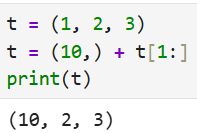 t = (1, 2, 3)
t = (10,) + t[1:]
print(t)
(10, 2, 3)